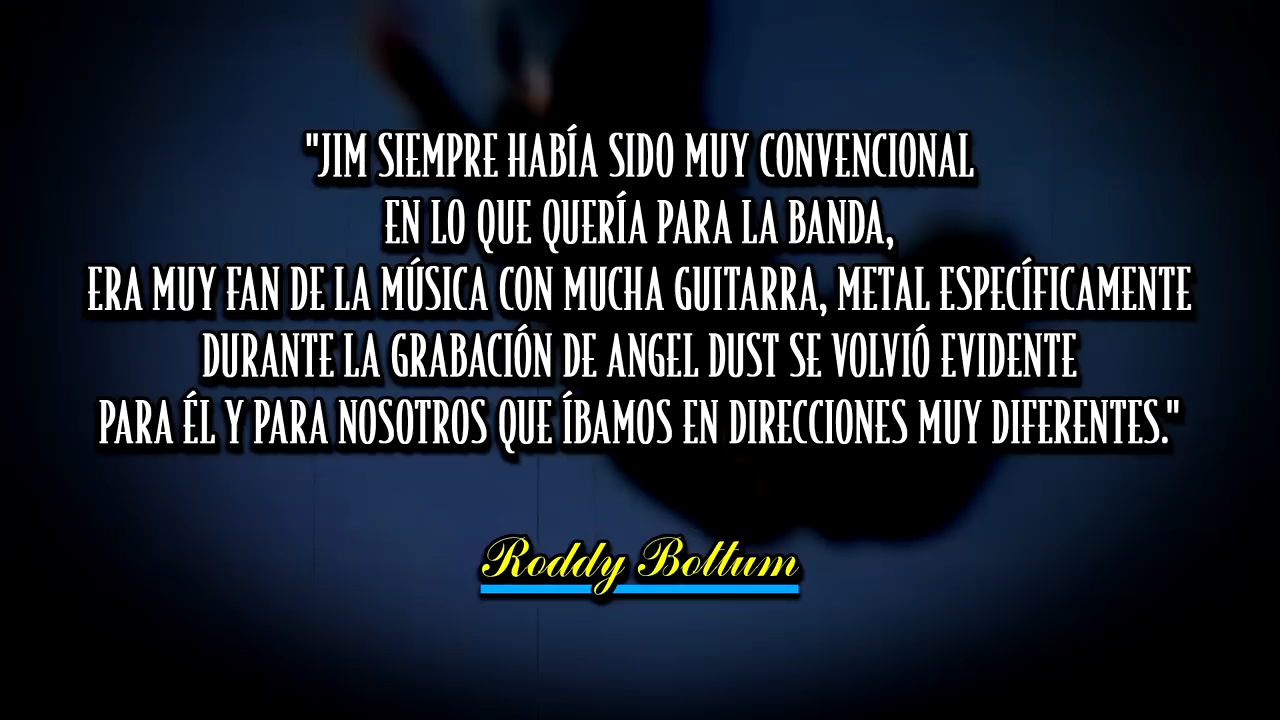 "JIM SIEMPRE HABÍA SIDO MUY CONVENCIONAL
EN LO QUE QUERÍA PARA LA BANDA,
ERA MUY FAN DE LA MÚSICA CON MUCHA GUITARRA, METAL ESPECÍFICAMENTE
DURANTE LA GRABACIÓN DE ANGEL DUST SE VOLVIÓ EVIDENTE
PARA ÉL Y PARA NOSOTROS QUE ÍBAMOS EN DIRECCIONES MUY DIFERENTES."
Roddy Bottum